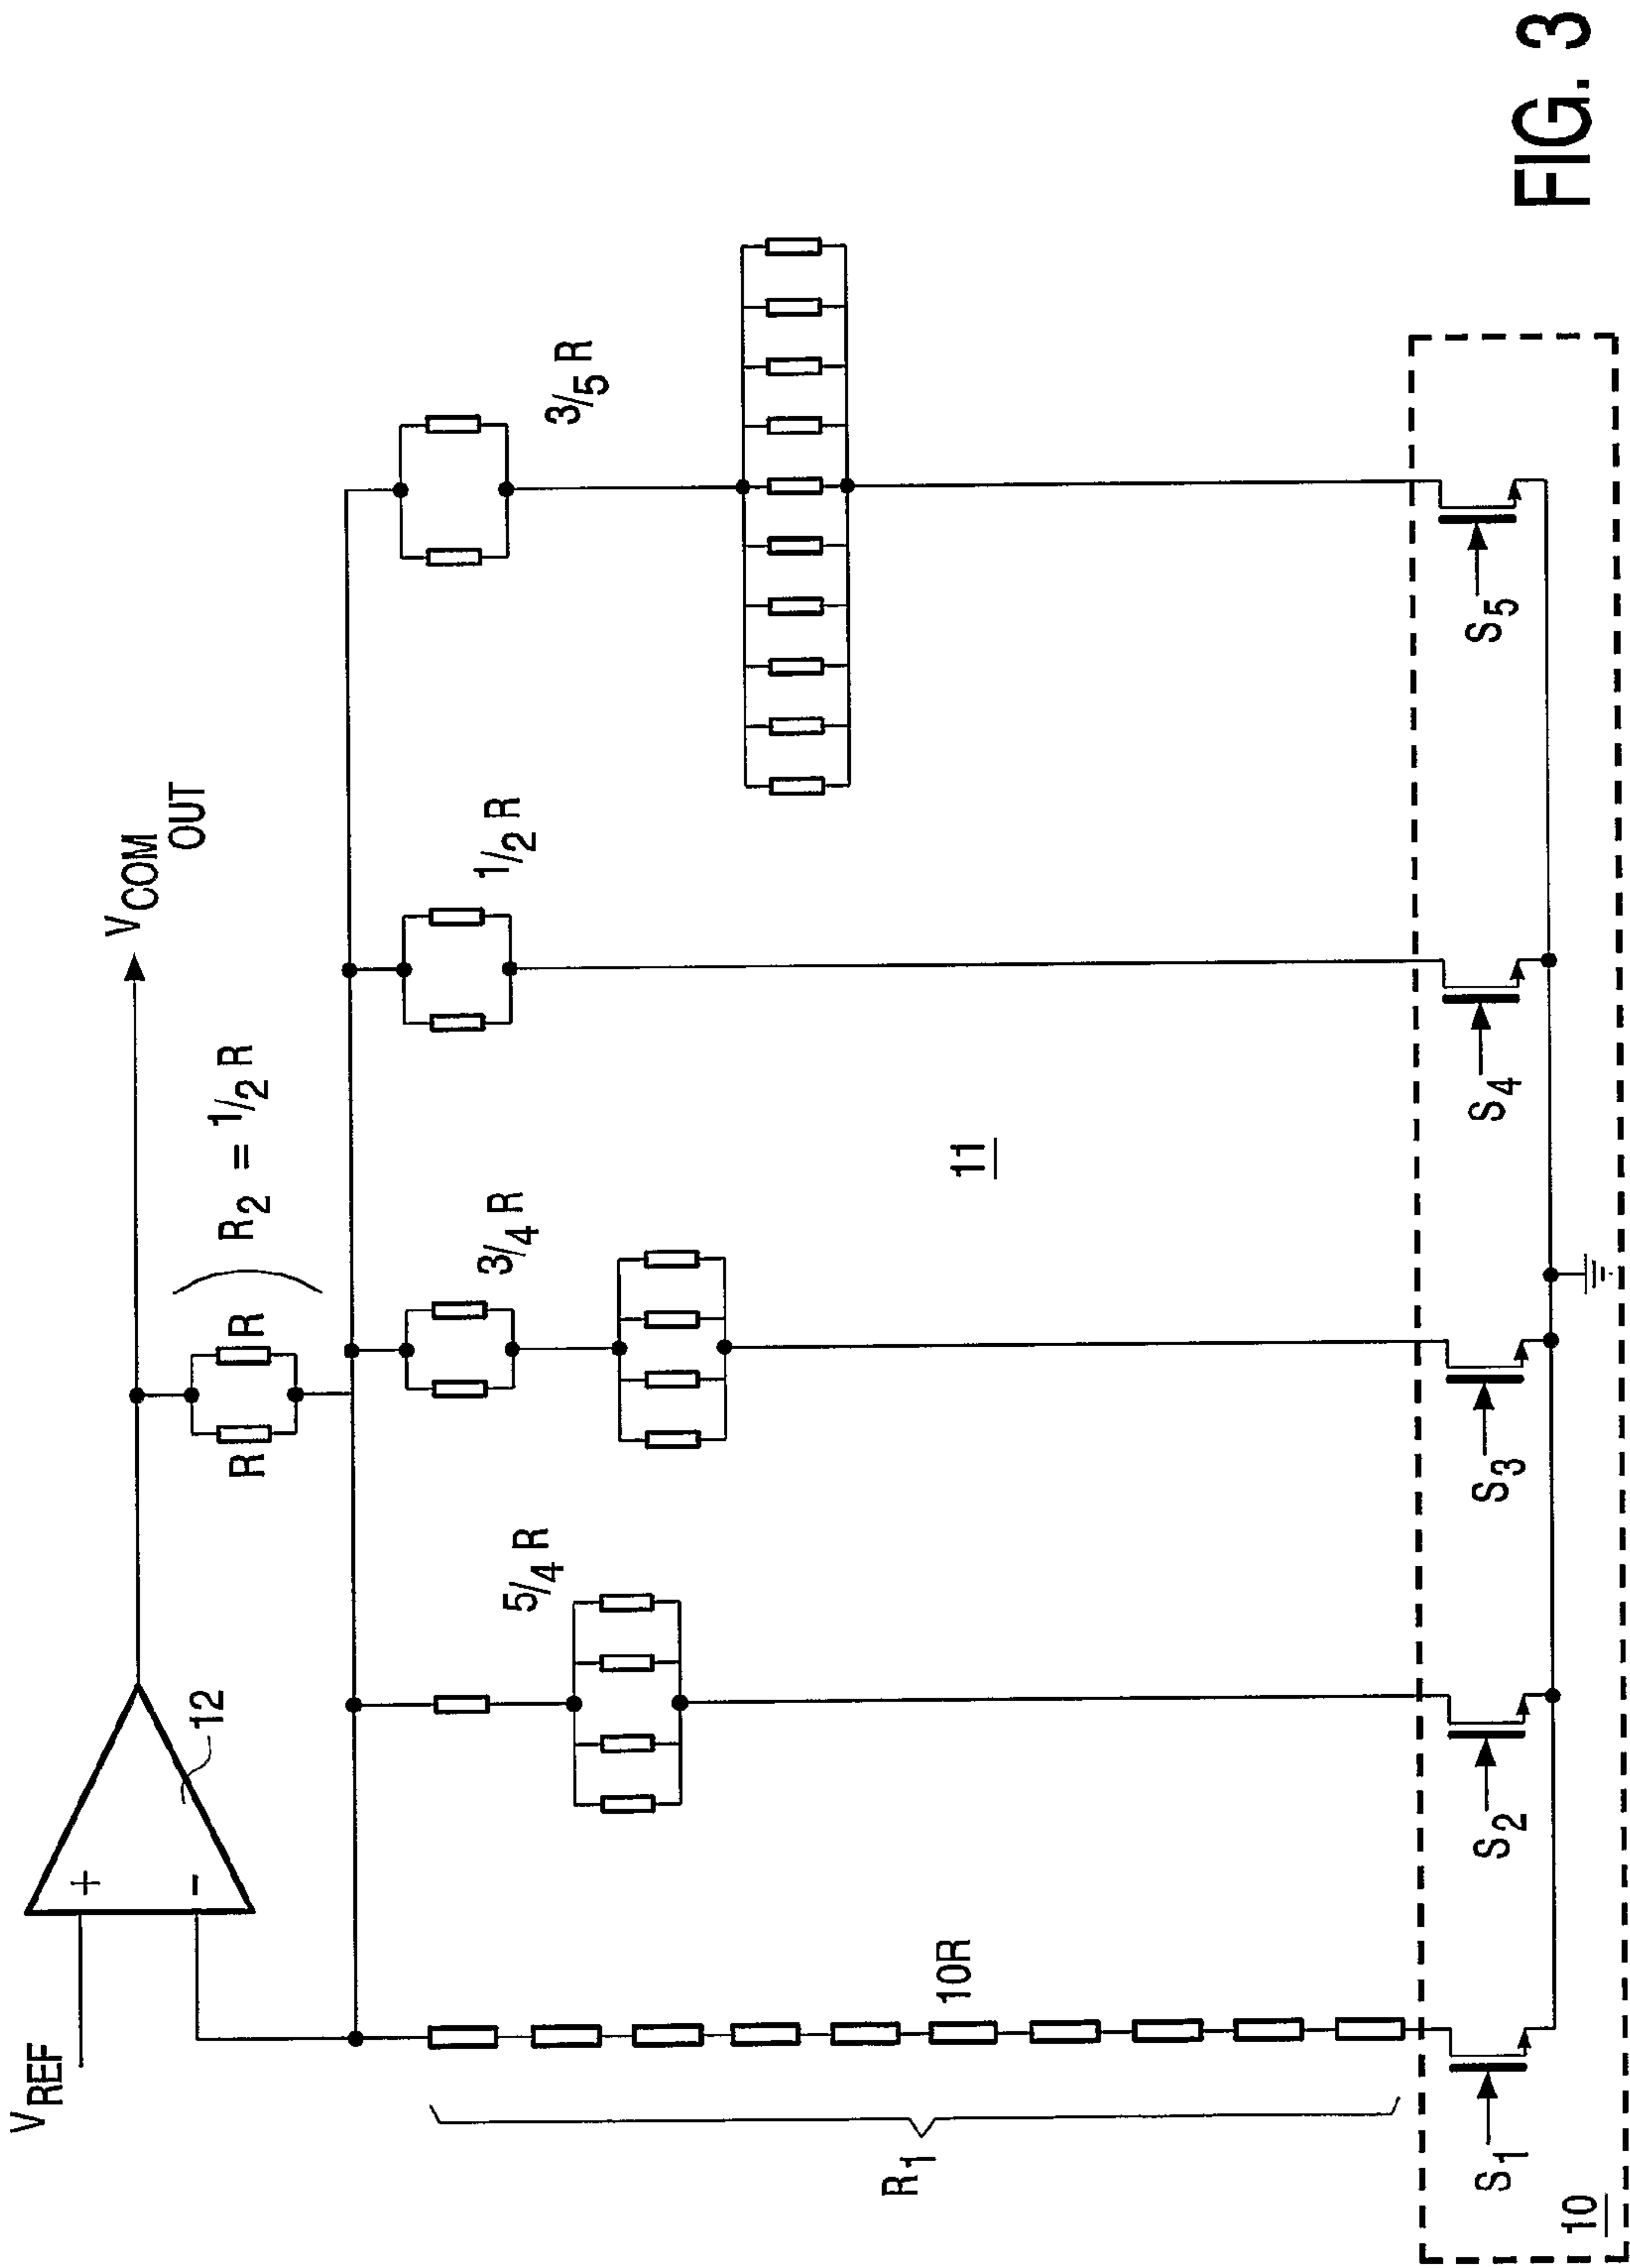 V_REF
+
-
12
V_COM OUT
R
R
R_2 = 1/2 R
5/4 R
3/4 R
1/2 R
3/5 R
R_1
10R
11
S_1
S_2
S_3
S_4
S_5
10
FIG. 3